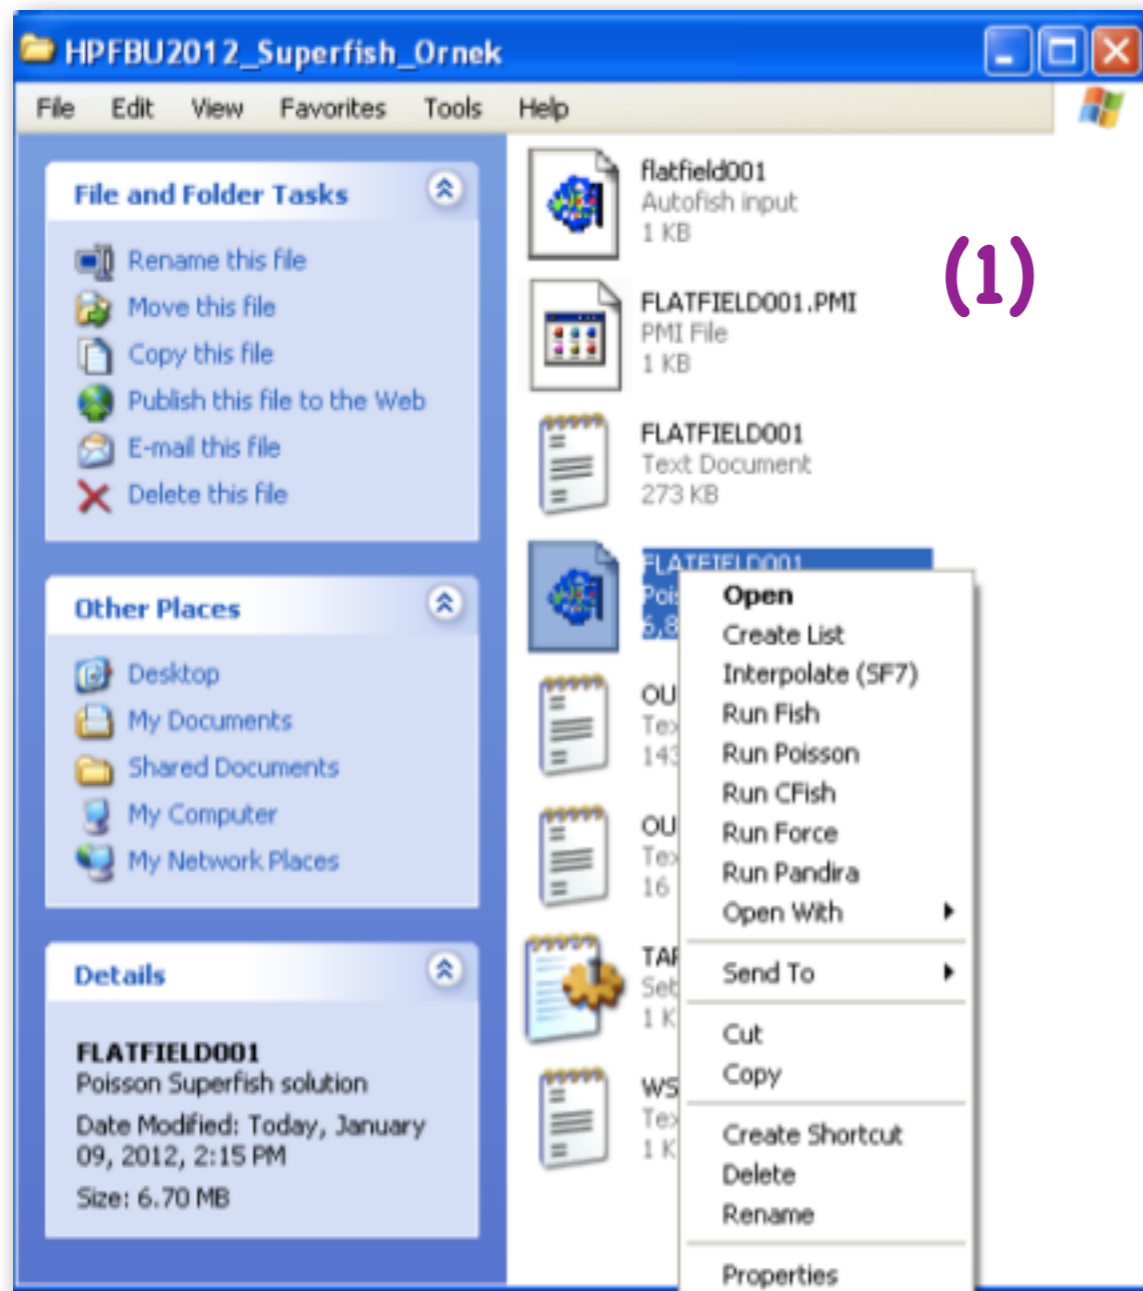 HPFBU2012_Superfish_Ornek
File Edit View Favorites Tools Help
File and Folder Tasks
Rename this file
Move this file
Copy this file
Publish this file to the Web
E-mail this file
Delete this file
Other Places
Desktop
My Documents
Shared Documents
My Computer
My Network Places
Details
FLATFIELD001
Poisson Superfish solution
Date Modified: Today, January
09, 2012, 2:15 PM
Size: 6.70 MB
flatfield001
Autofish input
1 KB
(1)
FLATFIELD001.PMI
PMI File
1 KB
FLATFIELD001
Text Document
273 KB
FLATFIELD001
Open
Create List
Interpolate (SF7)
Run Fish
Run Poisson
Run CFish
Run Force
Run Pandira
Open With
Send To
Cut
Copy
Create Shortcut
Delete
Rename
Properties